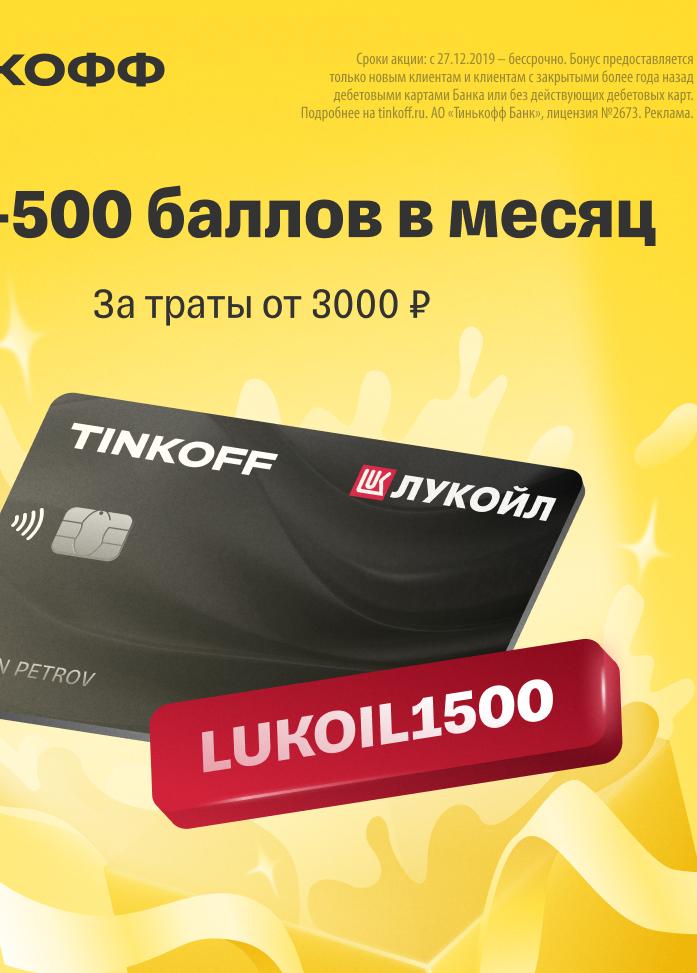 КОФФ
Сроки акции: с 27.12.2019 – бессрочно. Бонус предоставляется
только новым клиентам и клиентам с закрытыми более года назад
дебетовыми картами Банка или без действующих дебетовых карт.
Подробнее на tinkoff.ru. АО «Тинькофф Банк», лицензия №2673. Реклама.
-500 баллов в месяц
За траты от 3000 ₽
TINKOFF
LUK ЛУКОЙЛ
N PETROV
LUKOIL1500